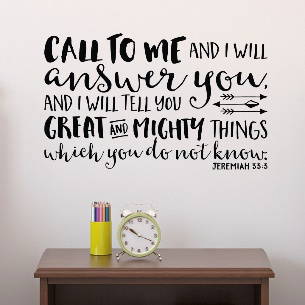 CALL TO ME AND I WILL
answer you,
AND I WILL TELL YOU
GREAT AND MIGHTY THINGS
which you do not know.
JEREMIAH 33:3